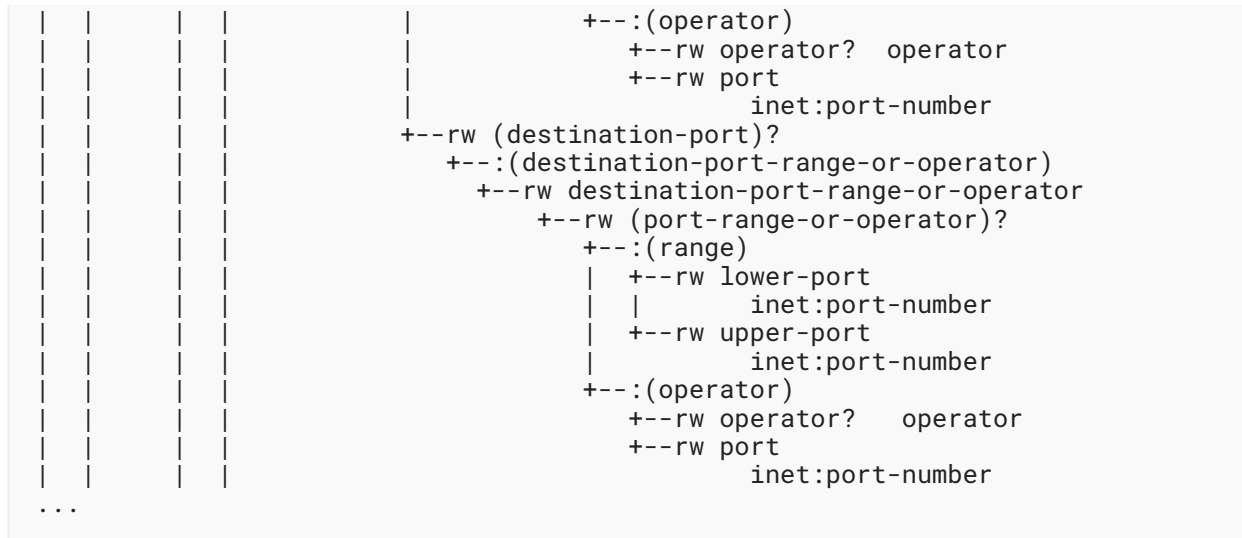 |  |     |  |           |           +--:(operator)
|  |     |  |           |              +--rw operator?  operator
|  |     |  |           |              +--rw port
|  |     |  |           |                      inet:port-number
|  |     |  |           +--rw (destination-port)?
|  |     |  |              +--:(destination-port-range-or-operator)
|  |     |  |                +--rw destination-port-range-or-operator
|  |     |  |                    +--rw (port-range-or-operator)?
|  |     |  |                       +--:(range)
|  |     |  |                       |  +--rw lower-port
|  |     |  |                       |  |       inet:port-number
|  |     |  |                       |  +--rw upper-port
|  |     |  |                       |          inet:port-number
|  |     |  |                       +--:(operator)
|  |     |  |                          +--rw operator?   operator
|  |     |  |                          +--rw port
|  |     |  |                                  inet:port-number
...